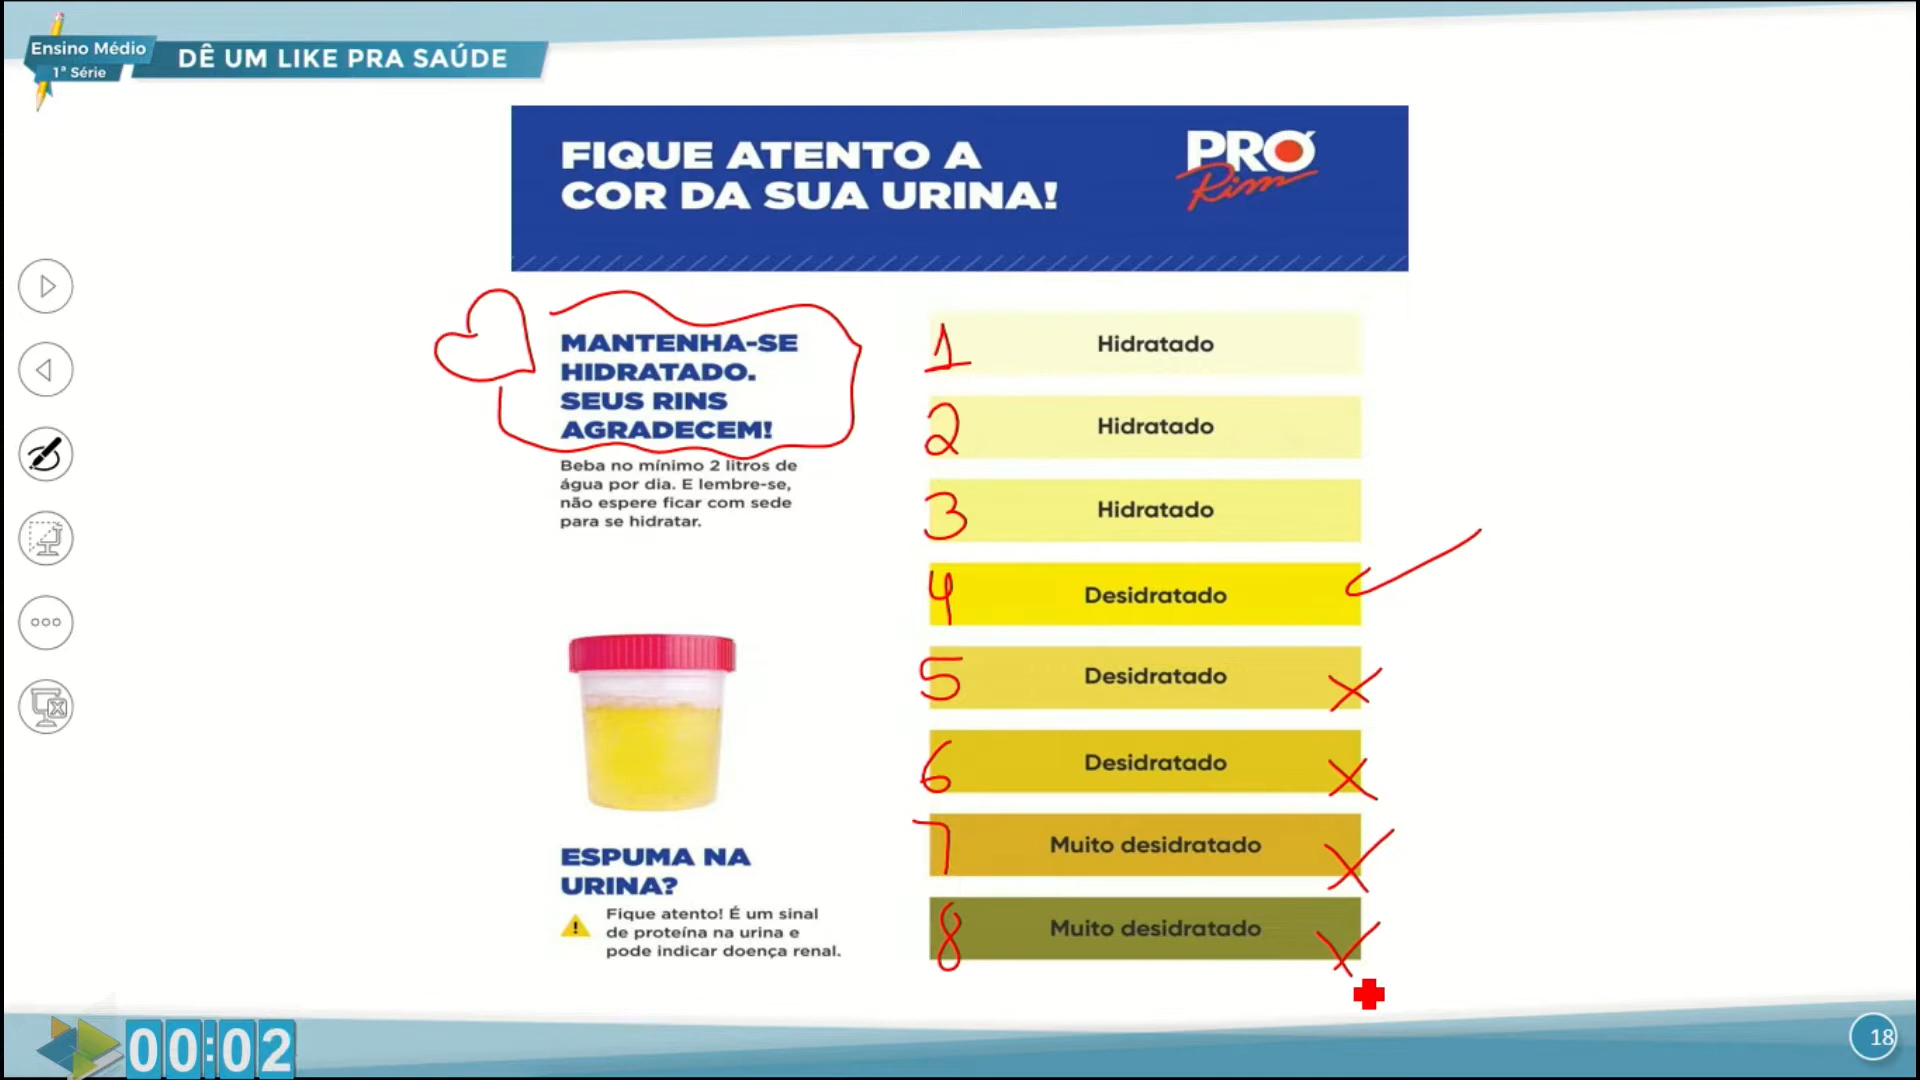 Ensino Médio
1ª Série
DÊ UM LIKE PRA SAÚDE
FIQUE ATENTO A
COR DA SUA URINA!
PRÓ
Rim
MANTENHA-SE
HIDRATADO.
SEUS RINS
AGRADECEM!
Beba no mínimo 2 litros de
água por dia. E lembre-se,
não espere ficar com sede
para se hidratar.
ESPUMA NA
URINA?
Fique atento! É um sinal
de proteína na urina e
pode indicar doença renal.
1 Hidratado
2 Hidratado
3 Hidratado
4 Desidratado
5 Desidratado
6 Desidratado
7 Muito desidratado
8 Muito desidratado
00:02
18